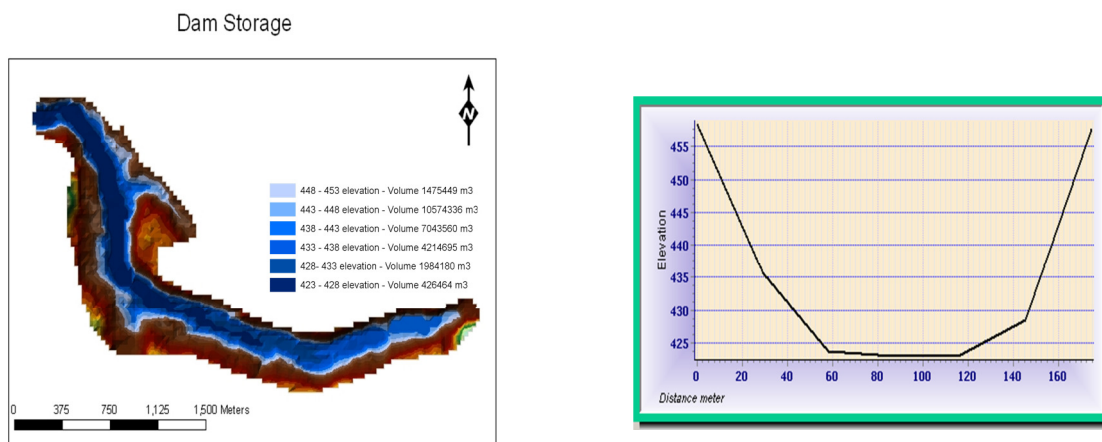 Dam Storage
N
448 - 453 elevation - Volume 1475449 m3
443 - 448 elevation - Volume 10574336 m3
438 - 443 elevation - Volume 7043560 m3
433 - 438 elevation - Volume 4214695 m3
428- 433 elevation - Volume 1984180 m3
423 - 428 elevation - Volume 426464 m3
0 375 750 1,125 1,500 Meters
Elevation
455
450
445
440
435
430
425
0 20 40 60 80 100 120 140 160
Distance meter